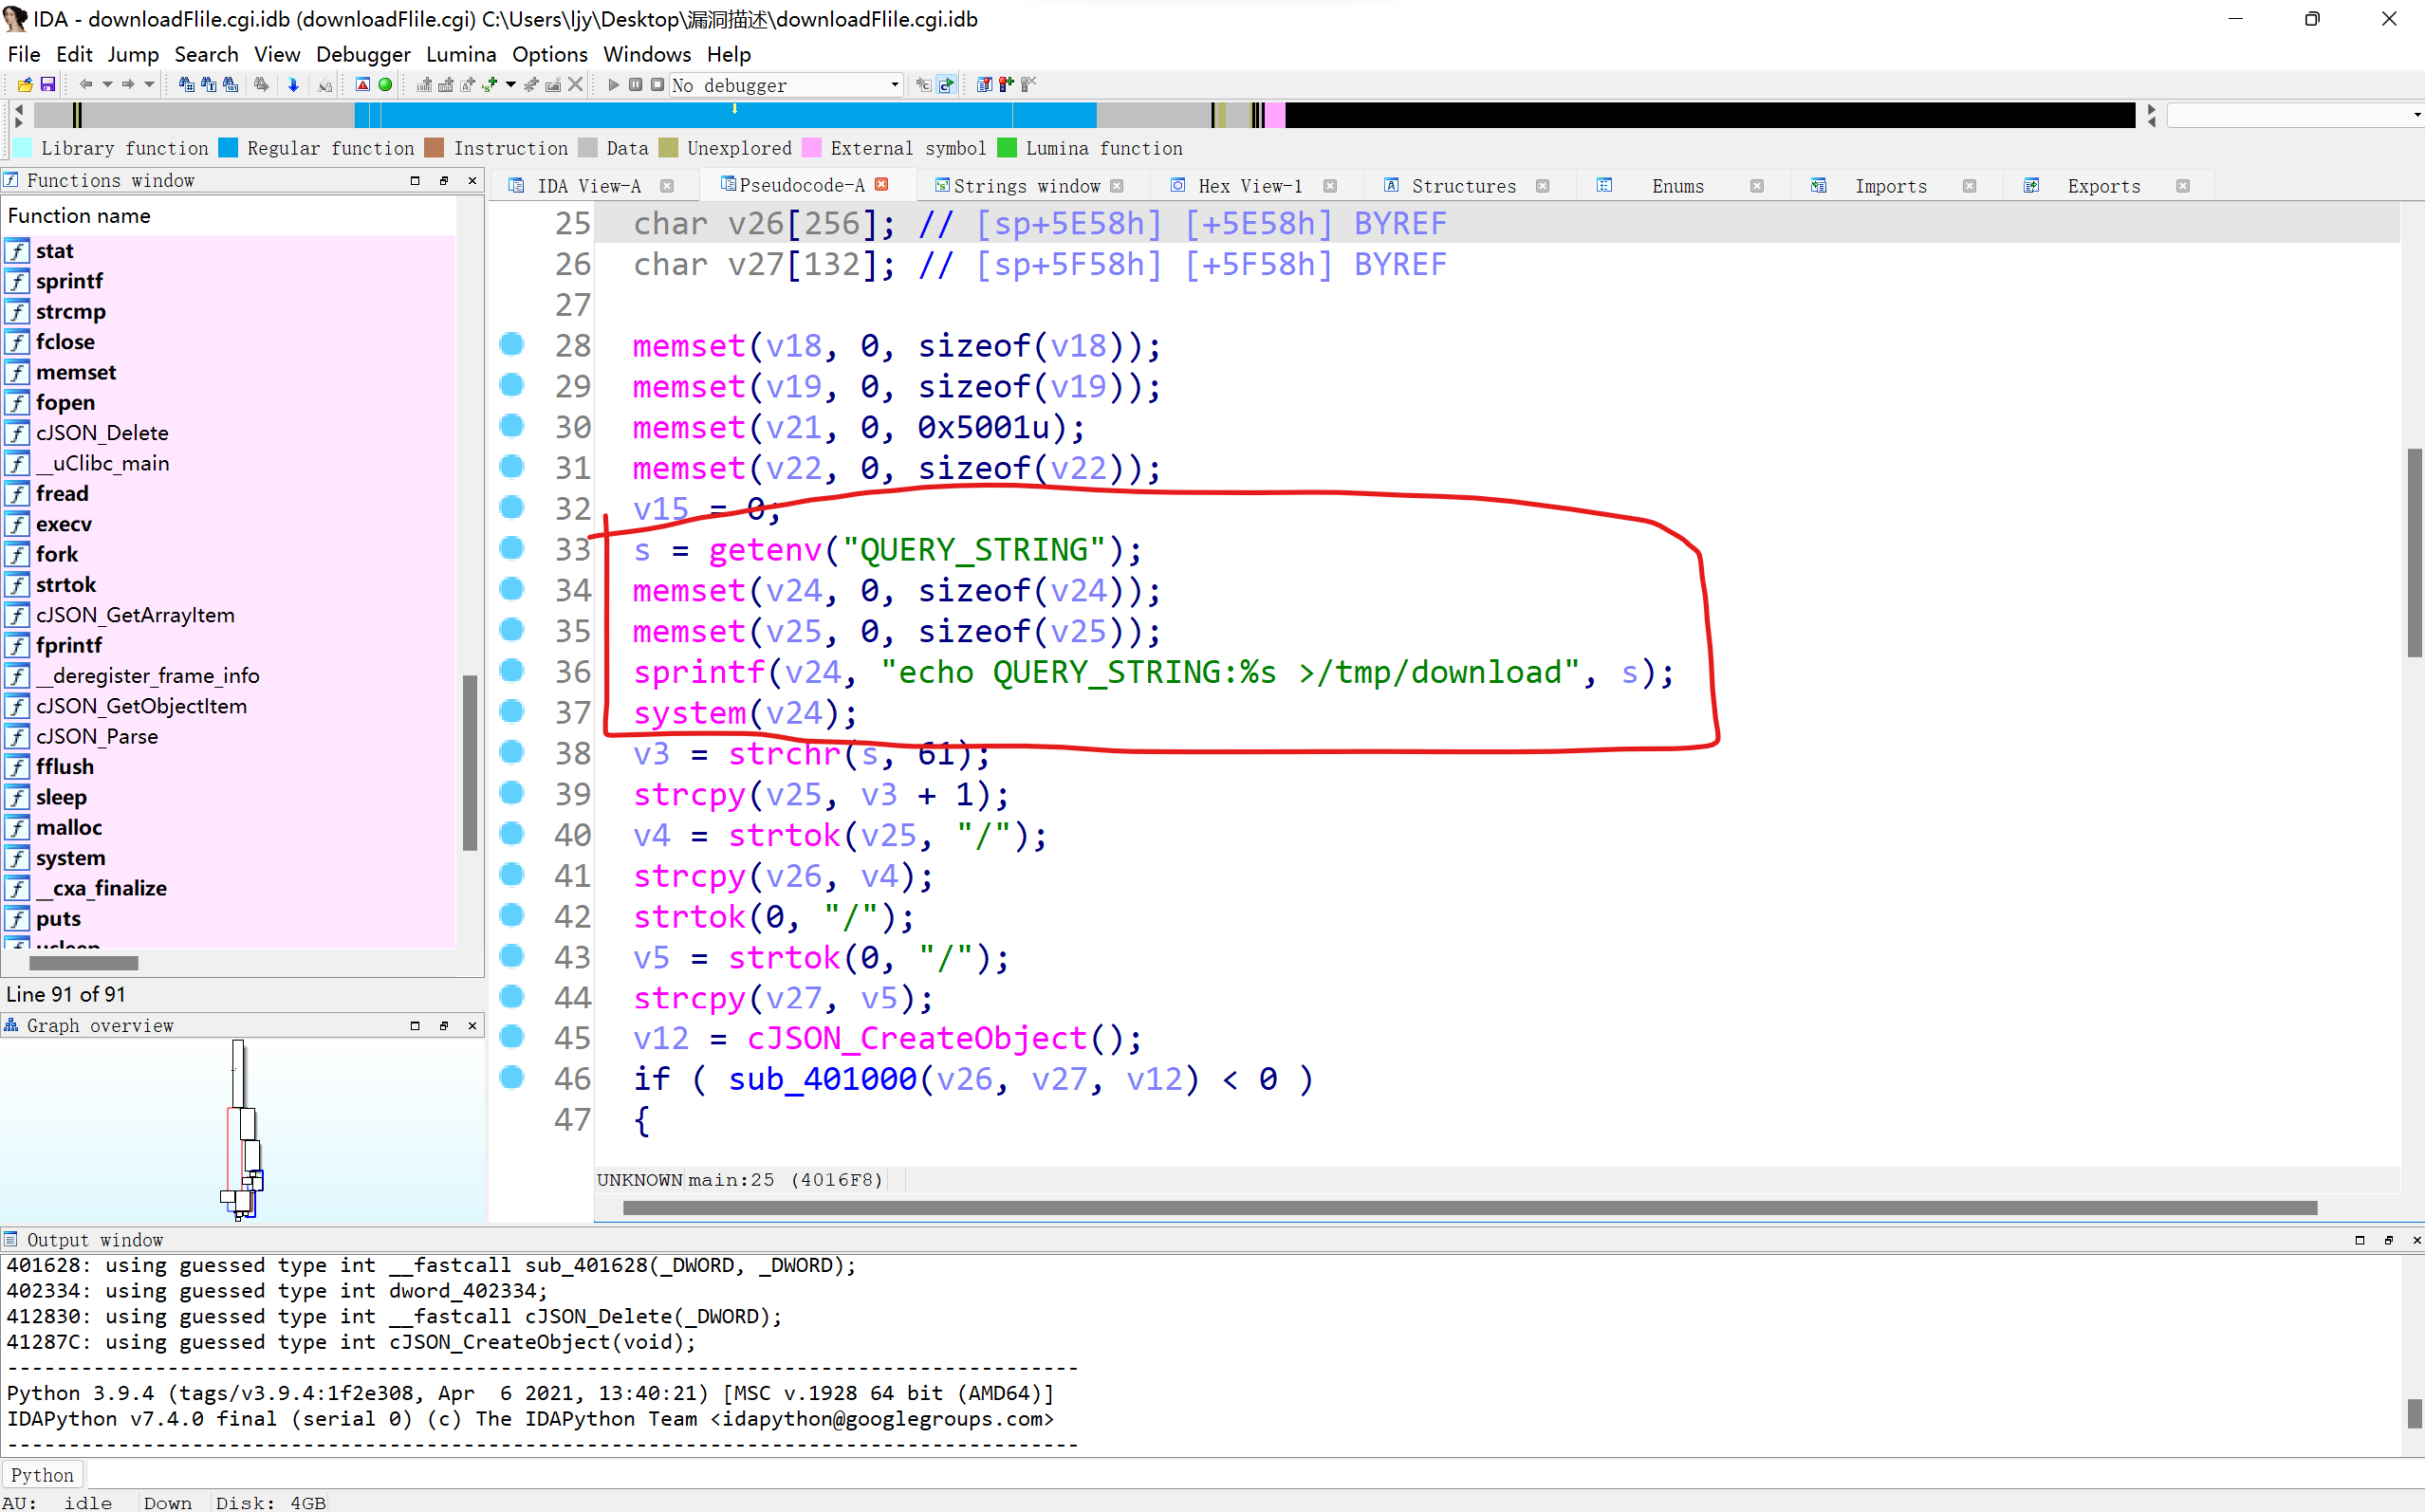 IDA - downloadFlile.cgi.idb (downloadFlile.cgi) C:\Users\ljy\Desktop\漏洞描述\downloadFlile.cgi.idb
File Edit Jump Search View Debugger Lumina Options Windows Help
No debugger
Library function Regular function Instruction Data Unexplored External symbol Lumina function
Functions window
Function name
stat
sprintf
strcmp
fclose
memset
fopen
cJSON_Delete
__uClibc_main
fread
execv
fork
strtok
cJSON_GetArrayItem
fprintf
__deregister_frame_info
cJSON_GetObjectItem
cJSON_Parse
fflush
sleep
malloc
system
__cxa_finalize
puts
usleep
Line 91 of 91
Graph overview
IDA View-A Pseudocode-A Strings window Hex View-1 Structures Enums Imports Exports
25 char v26[256]; // [sp+5E58h] [+5E58h] BYREF
26 char v27[132]; // [sp+5F58h] [+5F58h] BYREF
27
28 memset(v18, 0, sizeof(v18));
29 memset(v19, 0, sizeof(v19));
30 memset(v21, 0, 0x5001u);
31 memset(v22, 0, sizeof(v22));
32 v15 = 0;
33 s = getenv("QUERY_STRING");
34 memset(v24, 0, sizeof(v24));
35 memset(v25, 0, sizeof(v25));
36 sprintf(v24, "echo QUERY_STRING:%s >/tmp/download", s);
37 system(v24);
38 v3 = strchr(s, 61);
39 strcpy(v25, v3 + 1);
40 v4 = strtok(v25, "/");
41 strcpy(v26, v4);
42 strtok(0, "/");
43 v5 = strtok(0, "/");
44 strcpy(v27, v5);
45 v12 = cJSON_CreateObject();
46 if ( sub_401000(v26, v27, v12) < 0 )
47 {
UNKNOWN main:25 (4016F8)
Output window
401628: using guessed type int __fastcall sub_401628(_DWORD, _DWORD);
402334: using guessed type int dword_402334;
412830: using guessed type int __fastcall cJSON_Delete(_DWORD);
41287C: using guessed type int cJSON_CreateObject(void);
---------------------------------------------------------------------------------------
Python 3.9.4 (tags/v3.9.4:1f2e308, Apr  6 2021, 13:40:21) [MSC v.1928 64 bit (AMD64)]
IDAPython v7.4.0 final (serial 0) (c) The IDAPython Team <idapython@googlegroups.com>
---------------------------------------------------------------------------------------
Python
AU: idle Down Disk: 4GB